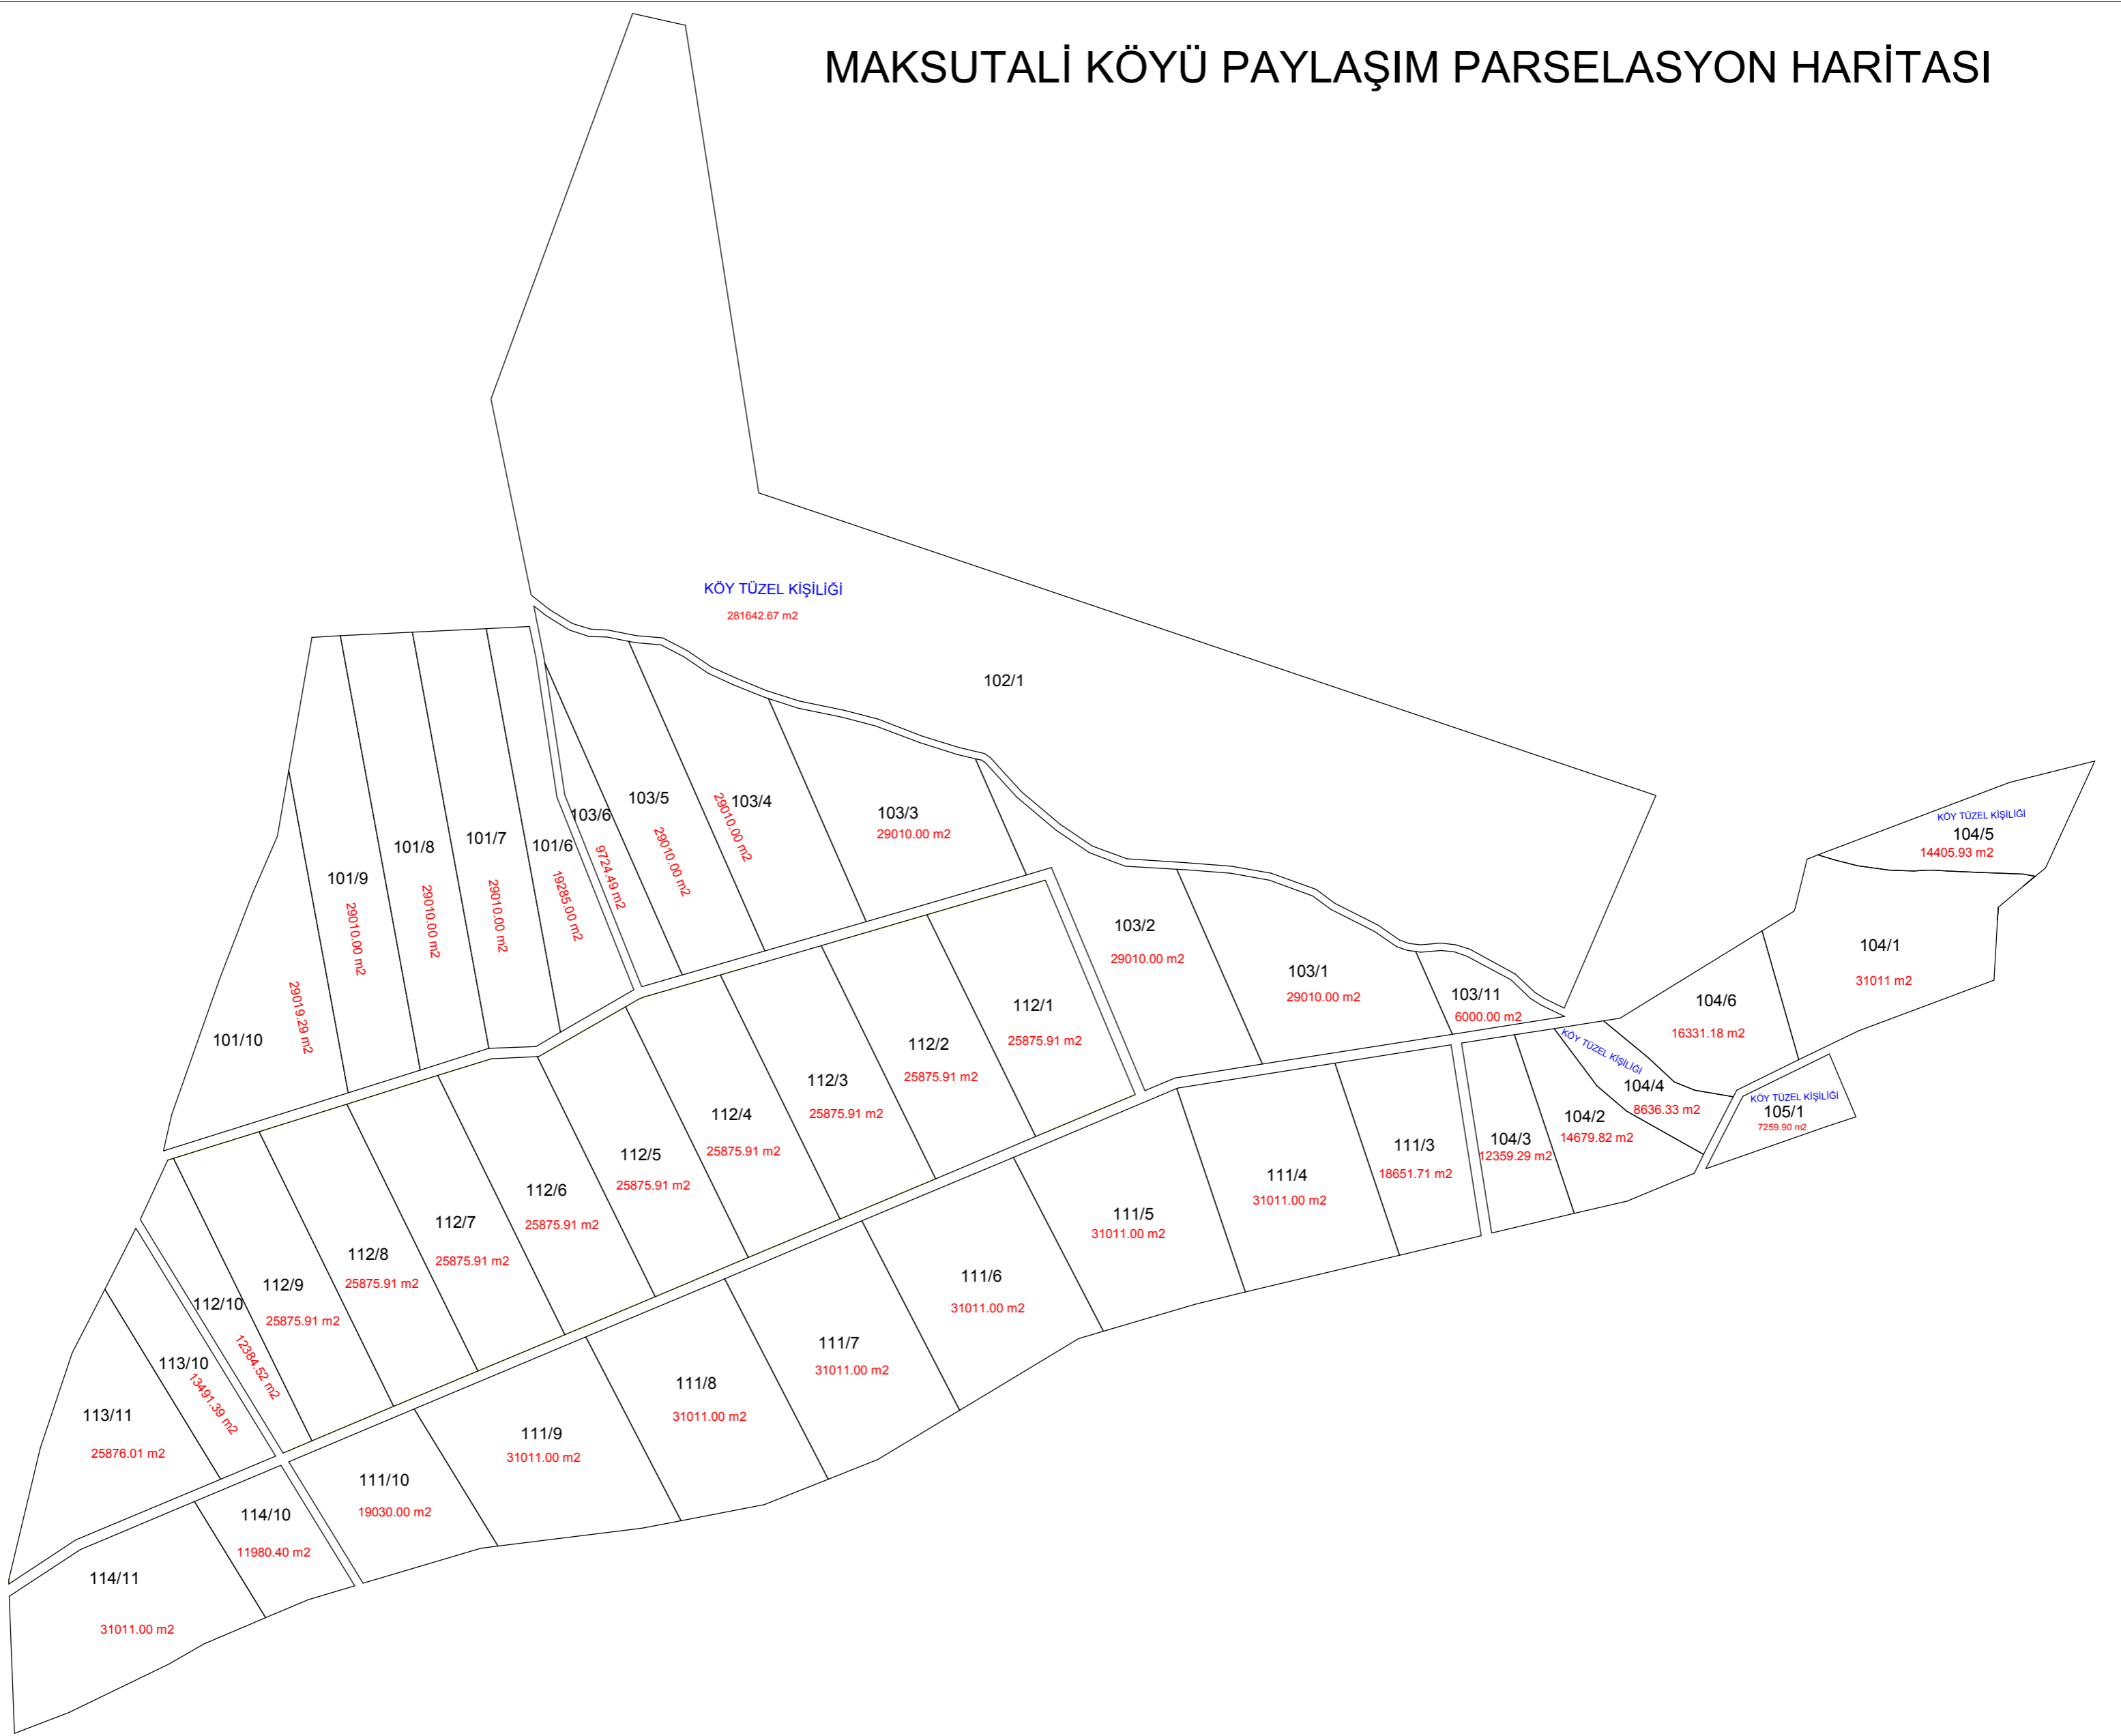 MAKSUTALİ KÖYÜ PAYLAŞIM PARSELASYON HARİTASI
KÖY TÜZEL KİŞİLİĞİ
281642.67 m2
102/1
101/10
29019.29 m2
101/9
29010.00 m2
101/8
29010.00 m2
101/7
29010.00 m2
101/6
19285.00 m2
103/6
9724.49 m2
103/5
29010.00 m2
103/4
29010.00 m2
103/3
29010.00 m2
103/2
29010.00 m2
103/1
29010.00 m2
103/11
6000.00 m2
KÖY TÜZEL KİŞİLİĞİ
104/5
14405.93 m2
104/1
31011 m2
104/6
16331.18 m2
KÖY TÜZEL KİŞİLİĞİ
104/4
8636.33 m2
KÖY TÜZEL KİŞİLİĞİ
105/1
7259.90 m2
104/2
14679.82 m2
104/3
12359.29 m2
112/1
25875.91 m2
112/2
25875.91 m2
112/3
25875.91 m2
112/4
25875.91 m2
112/5
25875.91 m2
112/6
25875.91 m2
112/7
25875.91 m2
112/8
25875.91 m2
112/9
25875.91 m2
112/10
12384.52 m2
113/10
13491.39 m2
113/11
25876.01 m2
111/3
18651.71 m2
111/4
31011.00 m2
111/5
31011.00 m2
111/6
31011.00 m2
111/7
31011.00 m2
111/8
31011.00 m2
111/9
31011.00 m2
111/10
19030.00 m2
114/10
11980.40 m2
114/11
31011.00 m2